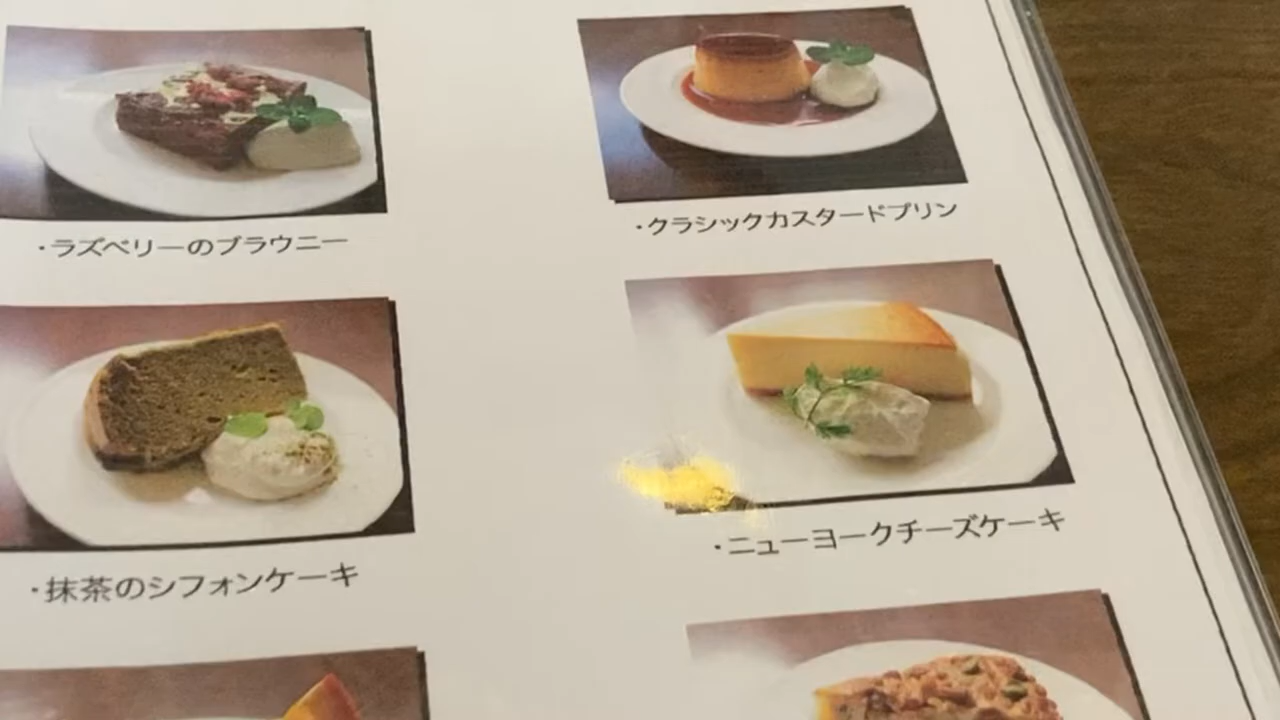 ・ラズベリーのブラウニー
・クラシックカスタードプリン
・抹茶のシフォンケーキ
・ニューヨークチーズケーキ